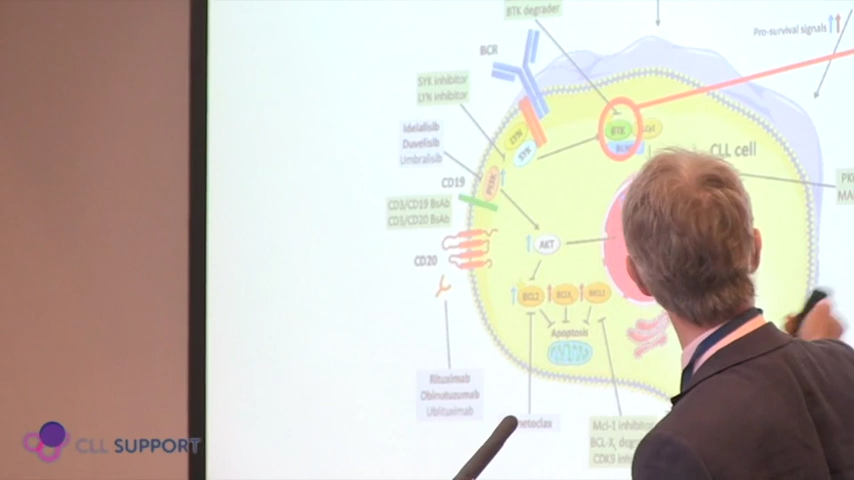 BTK degrader
Pro-survival signals
BCR
SYK inhibitor
LYN inhibitor
LYN
SYK
BTK
CLL cell
Idelalisib
Duvelisib
Umbralisib
CD19
PI3K
CD3/CD19 BsAb
CD3/CD20 BsAb
AKT
CD20
BCL2
BCLX
MCL1
Apoptosis
Rituximab
Obinutuzumab
Ublituximab
netoclax
Mcl-1 inhibitor
BCL-X, degra
CDK9 inh
CLL SUPPORT